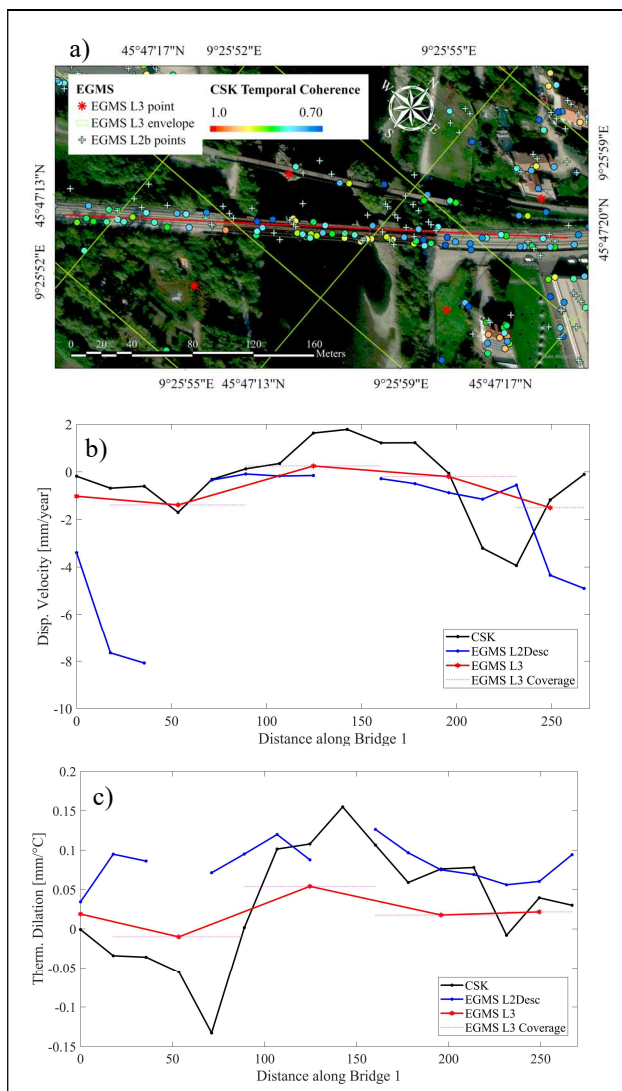 a)
45°47'17"N 9°25'52"E 9°25'55"E
EGMS
EGMS L3 point
EGMS L3 envelope
EGMS L2b points
CSK Temporal Coherence
1.0 0.70
N
W
E
S
45°47'13"N
9°25'52"E
9°25'59"E
45°47'20"N
0 20 40 80 120 160
Meters
9°25'55"E 45°47'13"N 9°25'59"E 45°47'17"N
b)
Disp. Velocity [mm/year]
2
0
-2
-4
-6
-8
-10
CSK
EGMS L2Desc
EGMS L3
EGMS L3 Coverage
0 50 100 150 200 250
Distance along Bridge 1
c)
Therm. Dilation [mm/°C]
0.2
0.15
0.1
0.05
0
-0.05
-0.1
-0.15
CSK
EGMS L2Desc
EGMS L3
EGMS L3 Coverage
0 50 100 150 200 250
Distance along Bridge 1